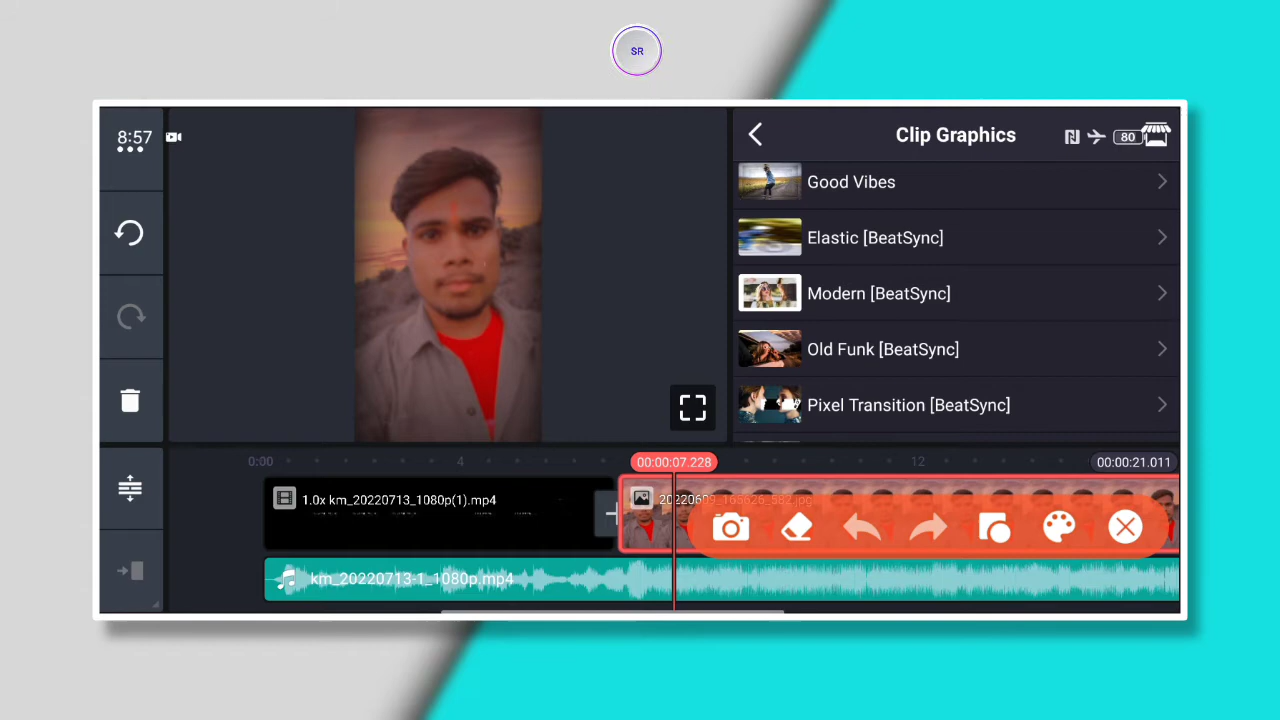 SR
8:57
Clip Graphics
80
Good Vibes
Elastic [BeatSync]
Modern [BeatSync]
Old Funk [BeatSync]
Pixel Transition [BeatSync]
0:00
4
00:00:07.228
12
00:00:21.011
1.0x km_20220713_1080p(1).mp4
km_20220713-1_1080p.mp4